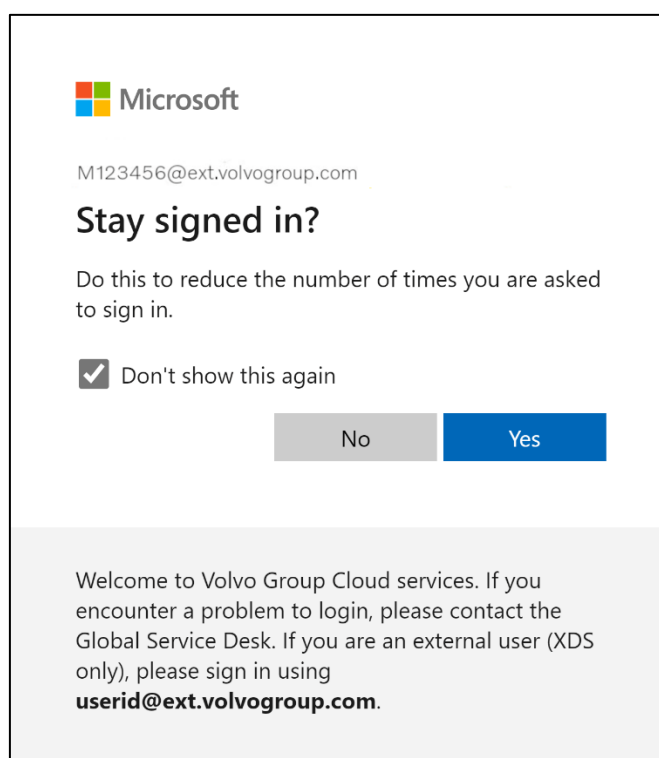 Microsoft
M123456@ext.volvogroup.com
Stay signed in?
Do this to reduce the number of times you are asked
to sign in.
Don't show this again
No
Yes
Welcome to Volvo Group Cloud services. If you
encounter a problem to login, please contact the
Global Service Desk. If you are an external user (XDS
only), please sign in using
userid@ext.volvogroup.com.